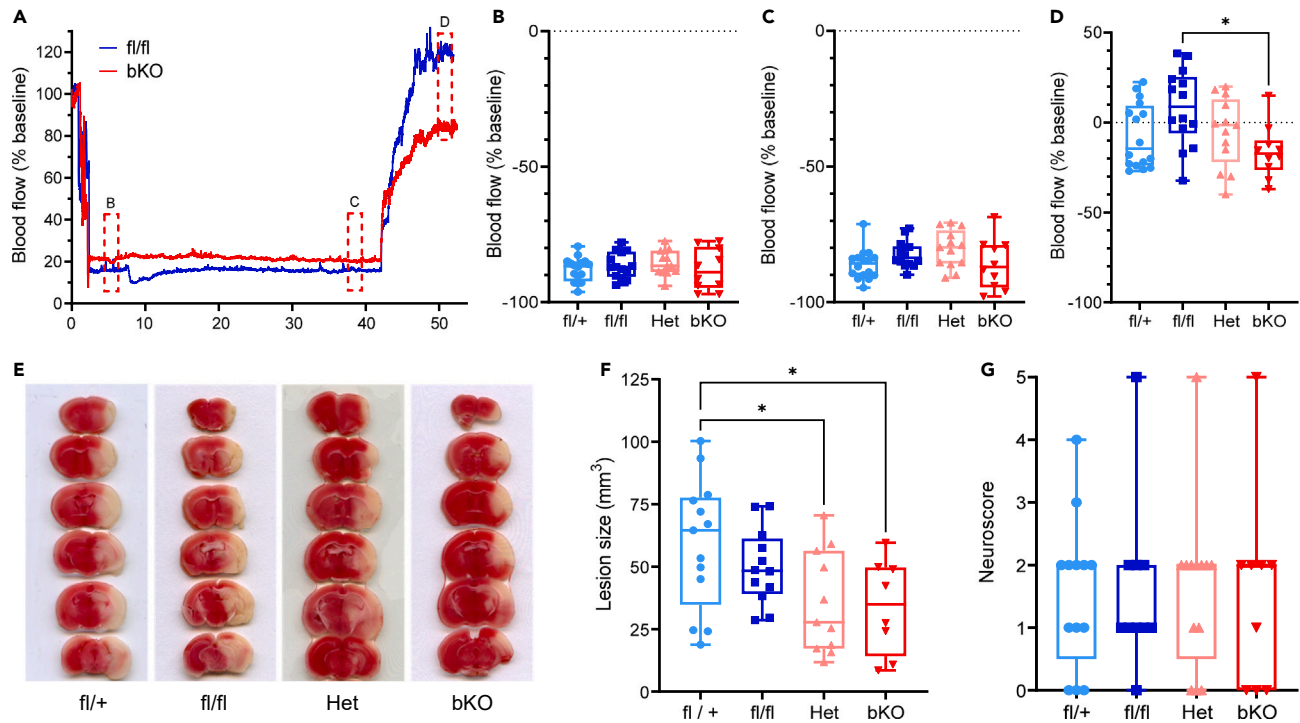 A
Blood flow (% baseline)
120
100
80
60
40
20
0
0
10
20
30
40
50
fl/fl
bKO
B
C
D
B
Blood flow (% baseline)
0
-50
-100
fl/+
fl/fl
Het
bKO
C
Blood flow (% baseline)
0
-50
-100
fl/+
fl/fl
Het
bKO
D
Blood flow (% baseline)
50
0
-50
-100
*
fl/+
fl/fl
Het
bKO
E
fl/+
fl/fl
Het
bKO
F
Lesion size (mm³)
125
100
75
50
25
0
*
*
fl / +
fl/fl
Het
bKO
G
Neuroscore
5
4
3
2
1
0
fl/+
fl/fl
Het
bKO